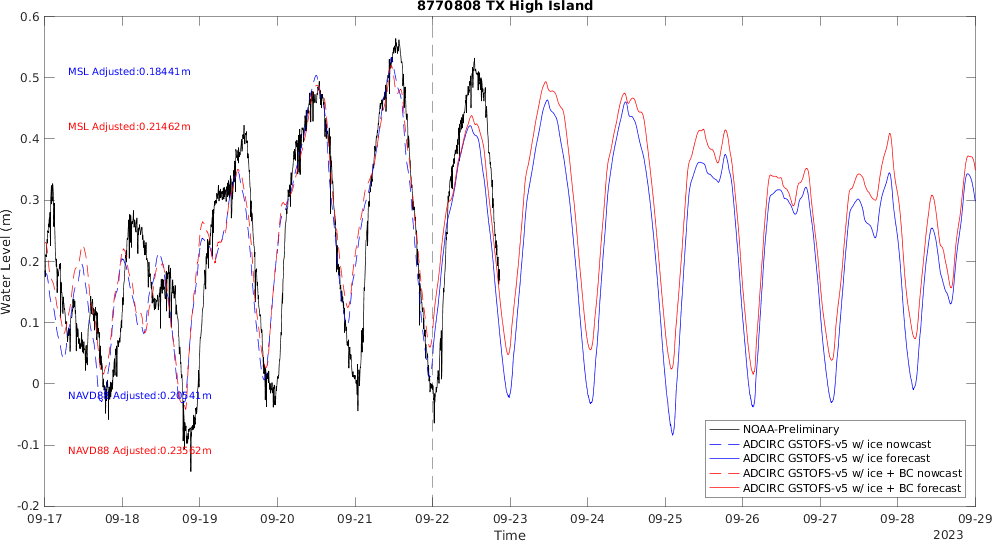 8770808 TX High Island
0.6
0.5
0.4
0.3
0.2
0.1
0
-0.1
-0.2
Water Level (m)
MSL Adjusted:0.18441m
MSL Adjusted:0.21462m
NAVD88 Adjusted:0.20541m
NAVD88 Adjusted:0.23562m
NOAA-Preliminary
ADCIRC GSTOFS-v5 w/ ice nowcast
ADCIRC GSTOFS-v5 w/ ice forecast
ADCIRC GSTOFS-v5 w/ ice + BC nowcast
ADCIRC GSTOFS-v5 w/ ice + BC forecast
09-17 09-18 09-19 09-20 09-21 09-22 09-23 09-24 09-25 09-26 09-27 09-28 09-29
Time
2023